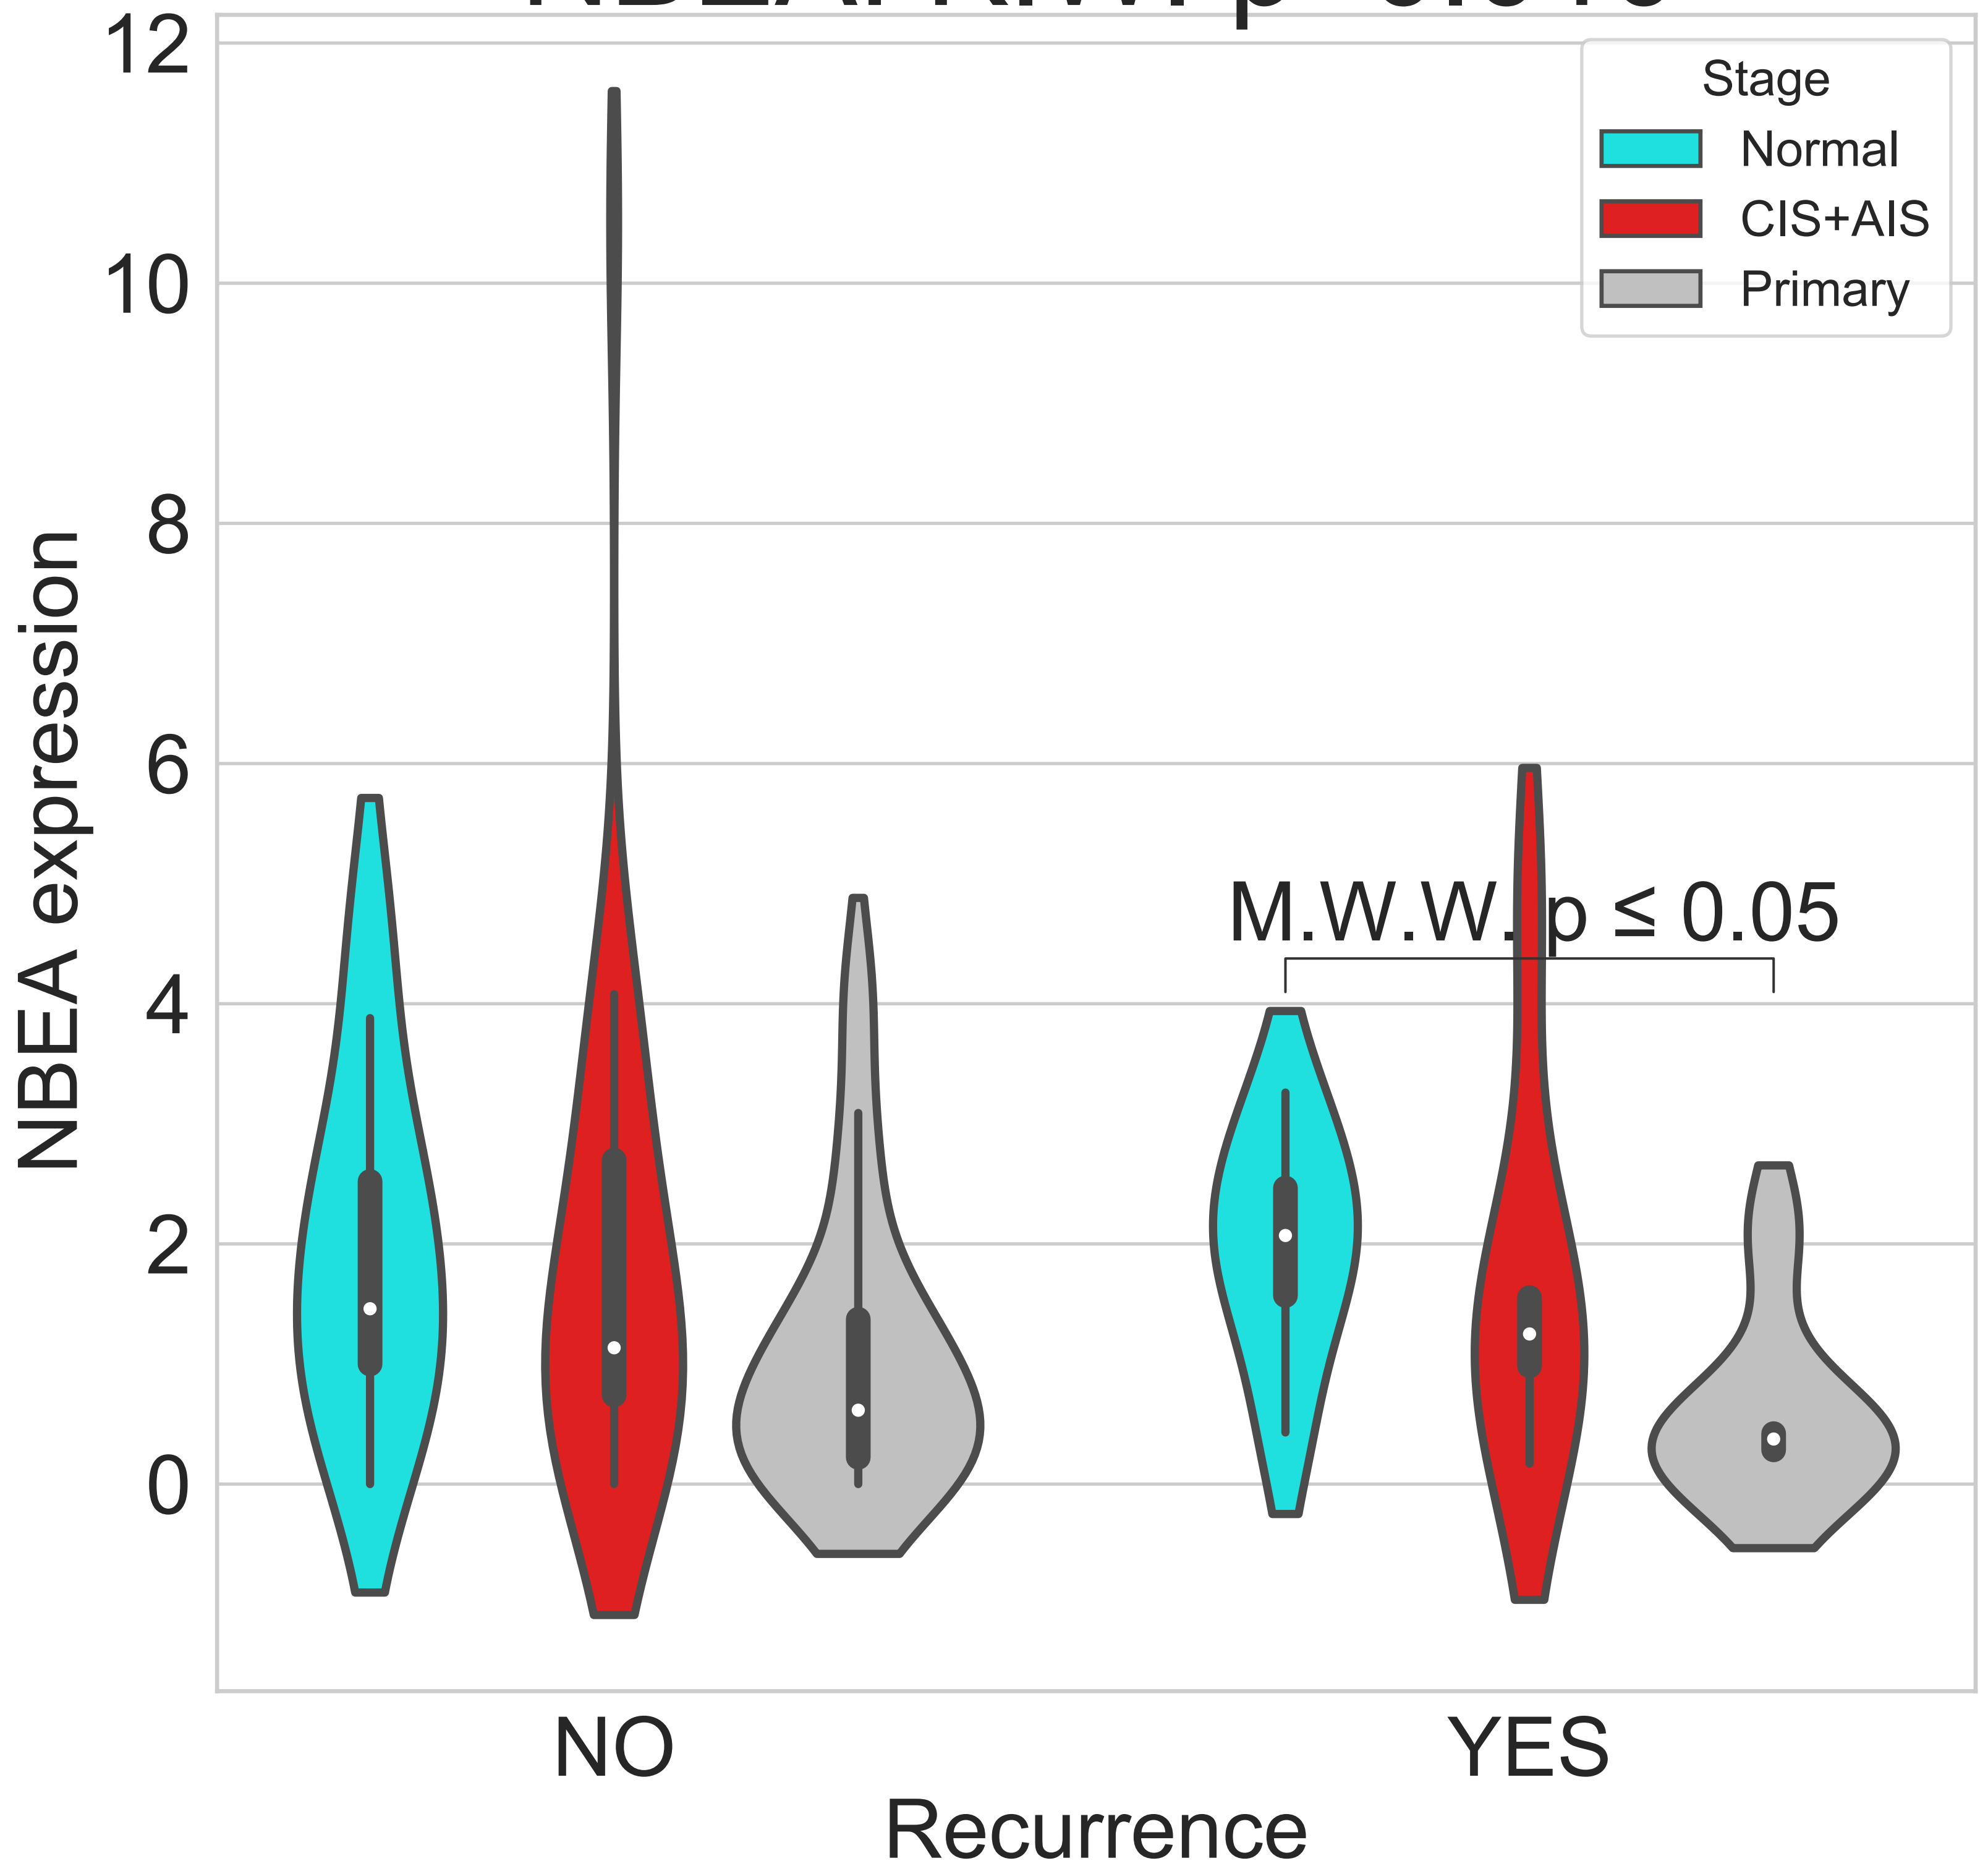 12
10
8
6
4
2
0
NBEA expression
Stage
Normal
CIS+AIS
Primary
M.W.W. p ≤ 0.05
NO
YES
Recurrence